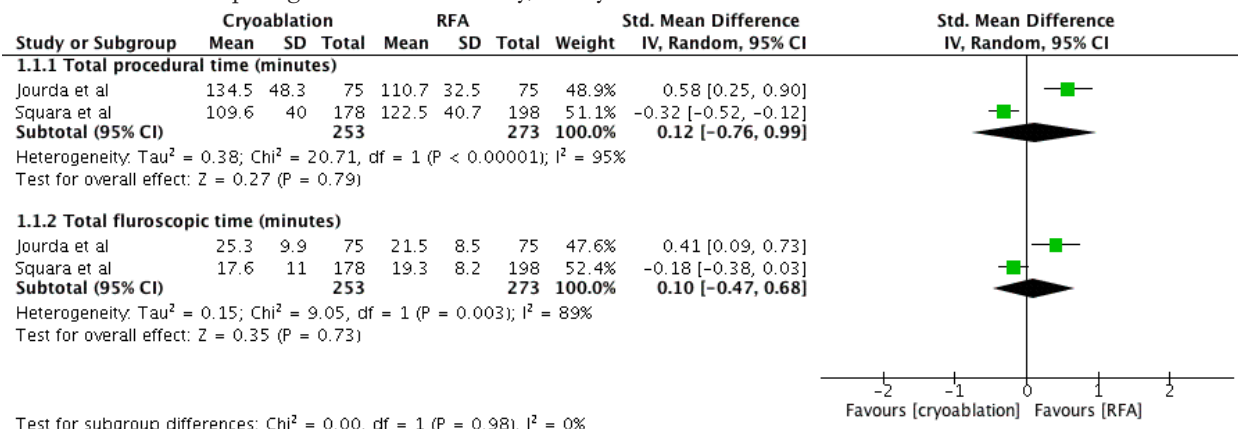 Cryoablation RFA Std. Mean Difference Std. Mean Difference
Study or Subgroup Mean SD Total Mean SD Total Weight IV, Random, 95% CI IV, Random, 95% CI
1.1.1 Total procedural time (minutes)
Jourda et al 134.5 48.3 75 110.7 32.5 75 48.9% 0.58 [0.25, 0.90]
Squara et al 109.6 40 178 122.5 40.7 198 51.1% −0.32 [−0.52, −0.12]
Subtotal (95% CI) 253 273 100.0% 0.12 [−0.76, 0.99]
Heterogeneity: Tau² = 0.38; Chi² = 20.71, df = 1 (P < 0.00001); I² = 95%
Test for overall effect: Z = 0.27 (P = 0.79)
1.1.2 Total fluroscopic time (minutes)
Jourda et al 25.3 9.9 75 21.5 8.5 75 47.6% 0.41 [0.09, 0.73]
Squara et al 17.6 11 178 19.3 8.2 198 52.4% −0.18 [−0.38, 0.03]
Subtotal (95% CI) 253 273 100.0% 0.10 [−0.47, 0.68]
Heterogeneity: Tau² = 0.15; Chi² = 9.05, df = 1 (P = 0.003); I² = 89%
Test for overall effect: Z = 0.35 (P = 0.73)
−2 −1 0 1 2
Favours [cryoablation] Favours [RFA]
Test for subgroup differences: Chi² = 0.00, df = 1 (P = 0.98), I² = 0%